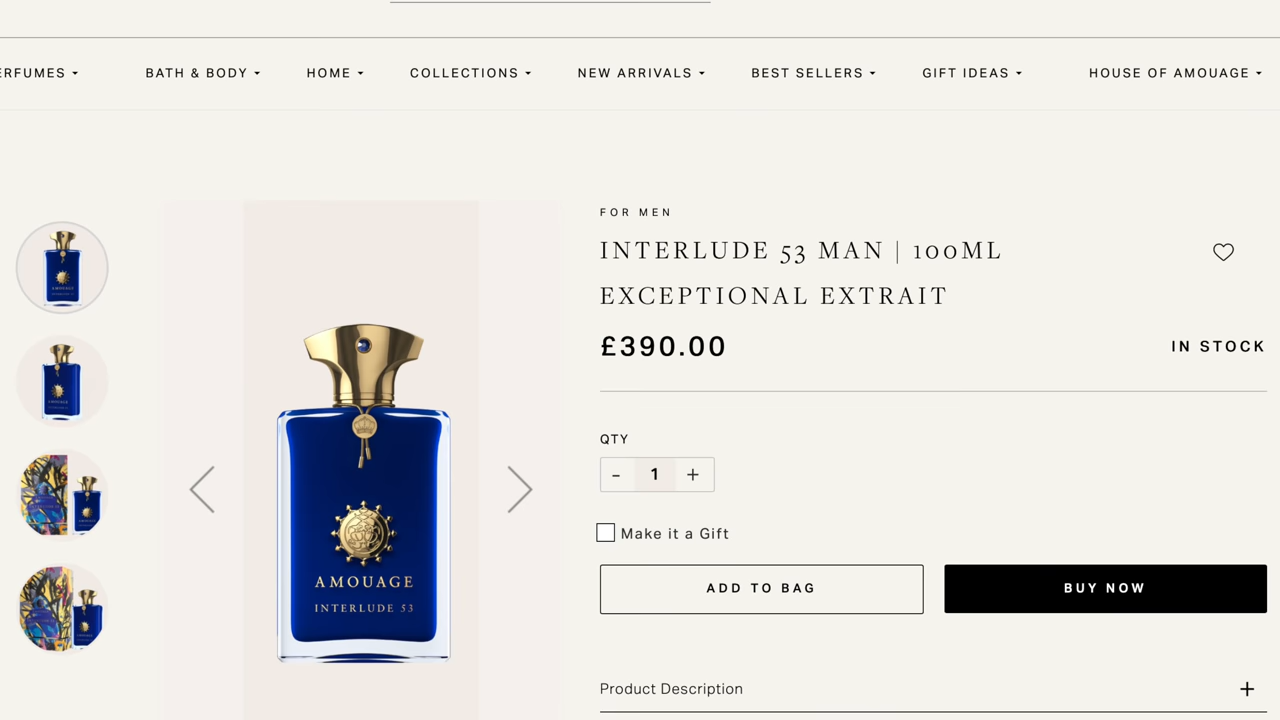 ERFUMES
BATH & BODY
HOME
COLLECTIONS
NEW ARRIVALS
BEST SELLERS
GIFT IDEAS
HOUSE OF AMOUAGE
FOR MEN
INTERLUDE 53 MAN | 100ML
EXCEPTIONAL EXTRAIT
£390.00
IN STOCK
QTY
- 1 +
Make it a Gift
ADD TO BAG
BUY NOW
AMOUAGE
INTERLUDE 53
Product Description +